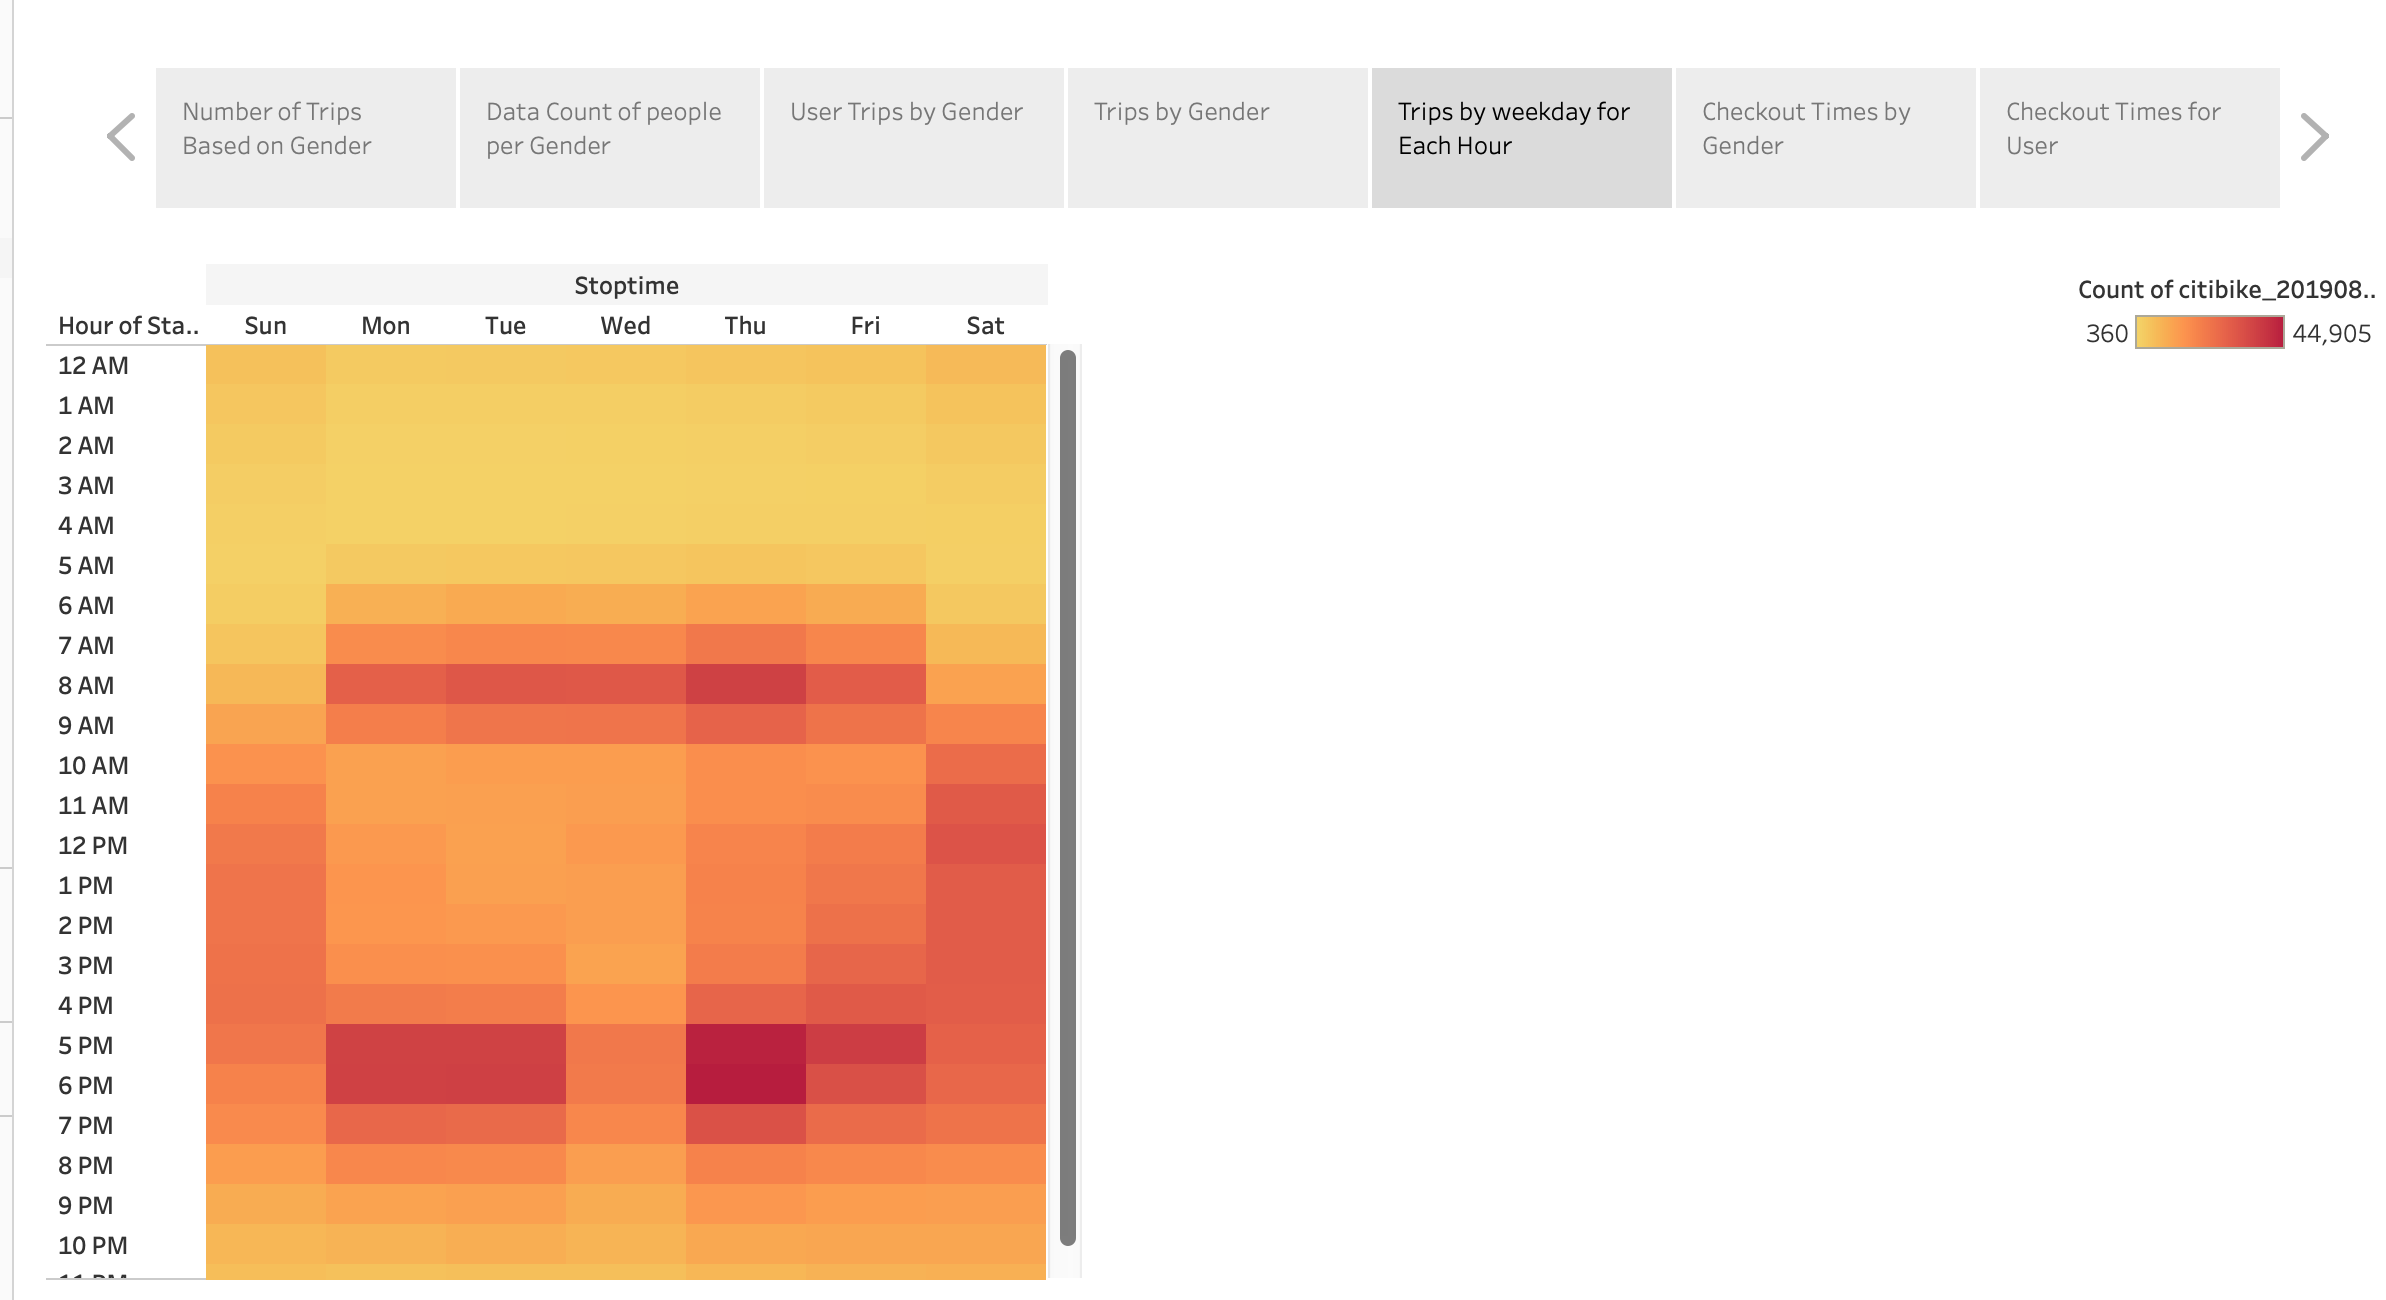 Number of Trips
Based on Gender
Data Count of people
per Gender
User Trips by Gender
Trips by Gender
Trips by weekday for
Each Hour
Checkout Times by
Gender
Checkout Times for
User
Stoptime
Hour of Sta.. Sun Mon Tue Wed Thu Fri Sat
Count of citibike_201908..
360 44,905
12 AM
1 AM
2 AM
3 AM
4 AM
5 AM
6 AM
7 AM
8 AM
9 AM
10 AM
11 AM
12 PM
1 PM
2 PM
3 PM
4 PM
5 PM
6 PM
7 PM
8 PM
9 PM
10 PM
11 PM